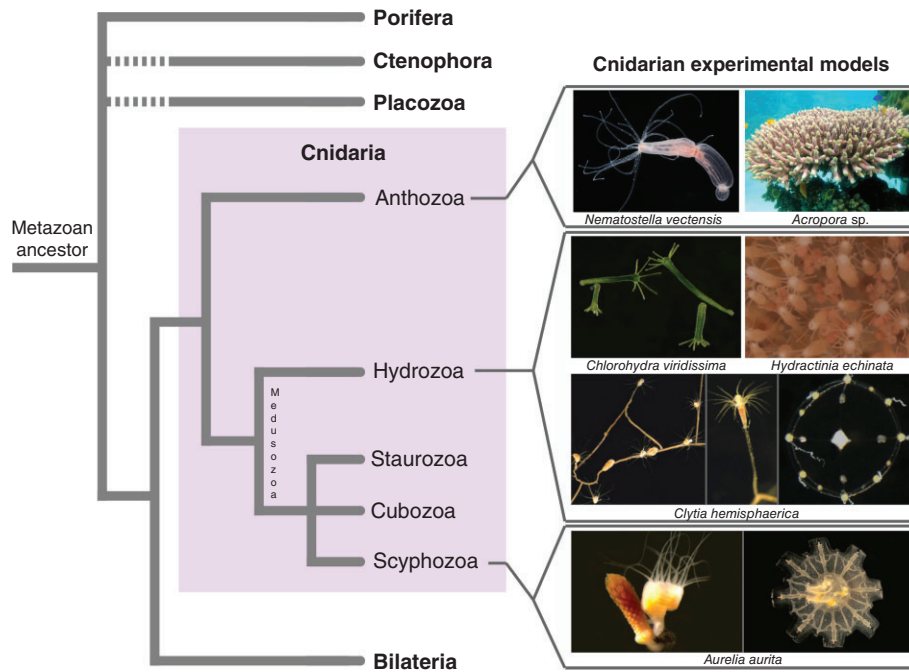 Porifera
Ctenophora
Placozoa
Cnidarian experimental models
Cnidaria
Anthozoa
Metazoan
ancestor
Nematostella vectensis
Acropora sp.
Hydrozoa
Chlorohydra viridissima
Hydractinia echinata
Medusozoa
Staurozoa
Cubozoa
Clytia hemisphaerica
Scyphozoa
Bilateria
Aurelia aurita